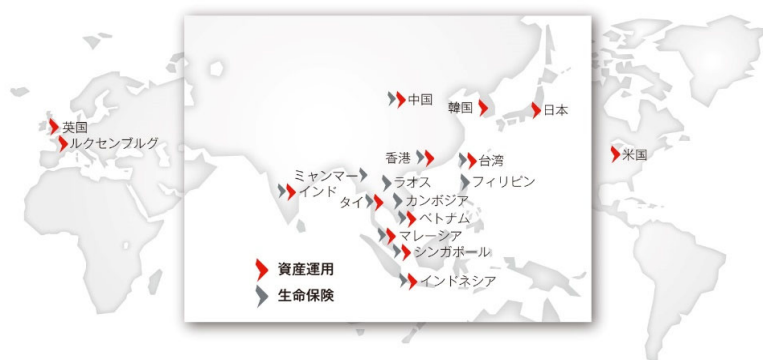 中国
韓国
日本
英国
ルクセンブルグ
米国
香港
台湾
ミャンマー
ラオス
フィリピン
インド
タイ
カンボジア
ベトナム
マレーシア
シンガポール
インドネシア
資産運用
生命保険